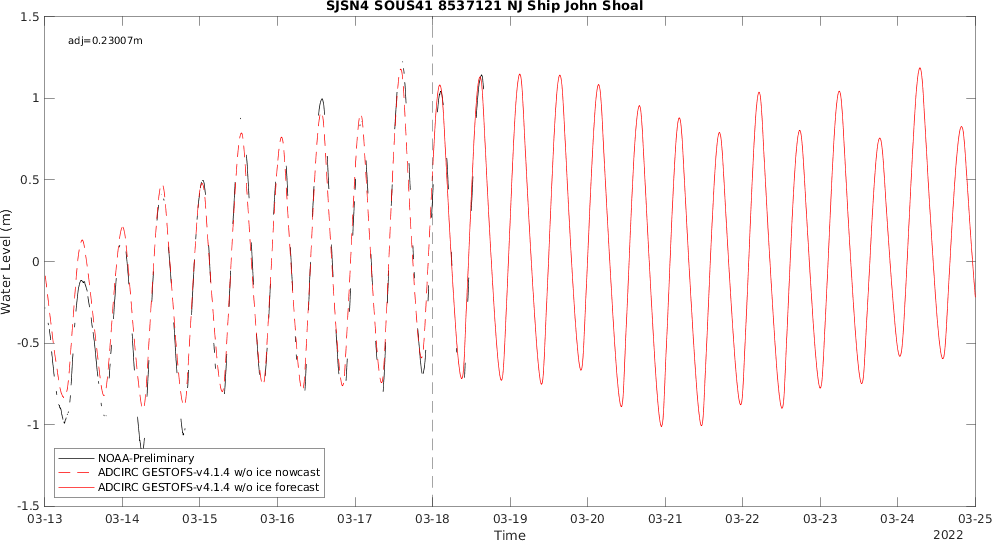 SJSN4 SOUS41 8537121 NJ Ship John Shoal
adj=0.23007m
1.5
1
0.5
0
-0.5
-1
-1.5
Water Level (m)
NOAA-Preliminary
ADCIRC GESTOFS-v4.1.4 w/o ice nowcast
ADCIRC GESTOFS-v4.1.4 w/o ice forecast
03-13 03-14 03-15 03-16 03-17 03-18 03-19 03-20 03-21 03-22 03-23 03-24 03-25
Time
2022